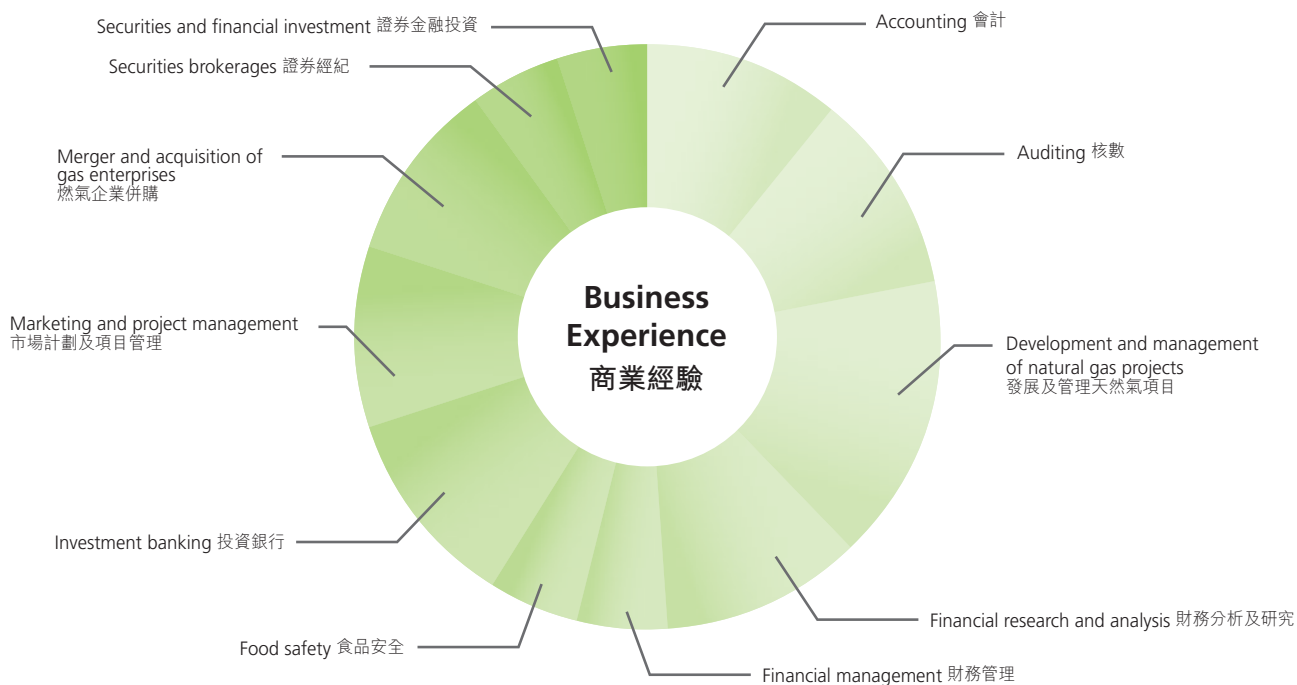 Securities and financial investment 證券金融投資
Securities brokerages 證券經紀
Merger and acquisition of
gas enterprises
燃氣企業併購
Marketing and project management
市場計劃及項目管理
Investment banking 投資銀行
Food safety 食品安全
Financial management 財務管理
Financial research and analysis 財務分析及研究
Development and management
of natural gas projects
發展及管理天然氣項目
Auditing 核數
Accounting 會計
Business
Experience
商業經驗